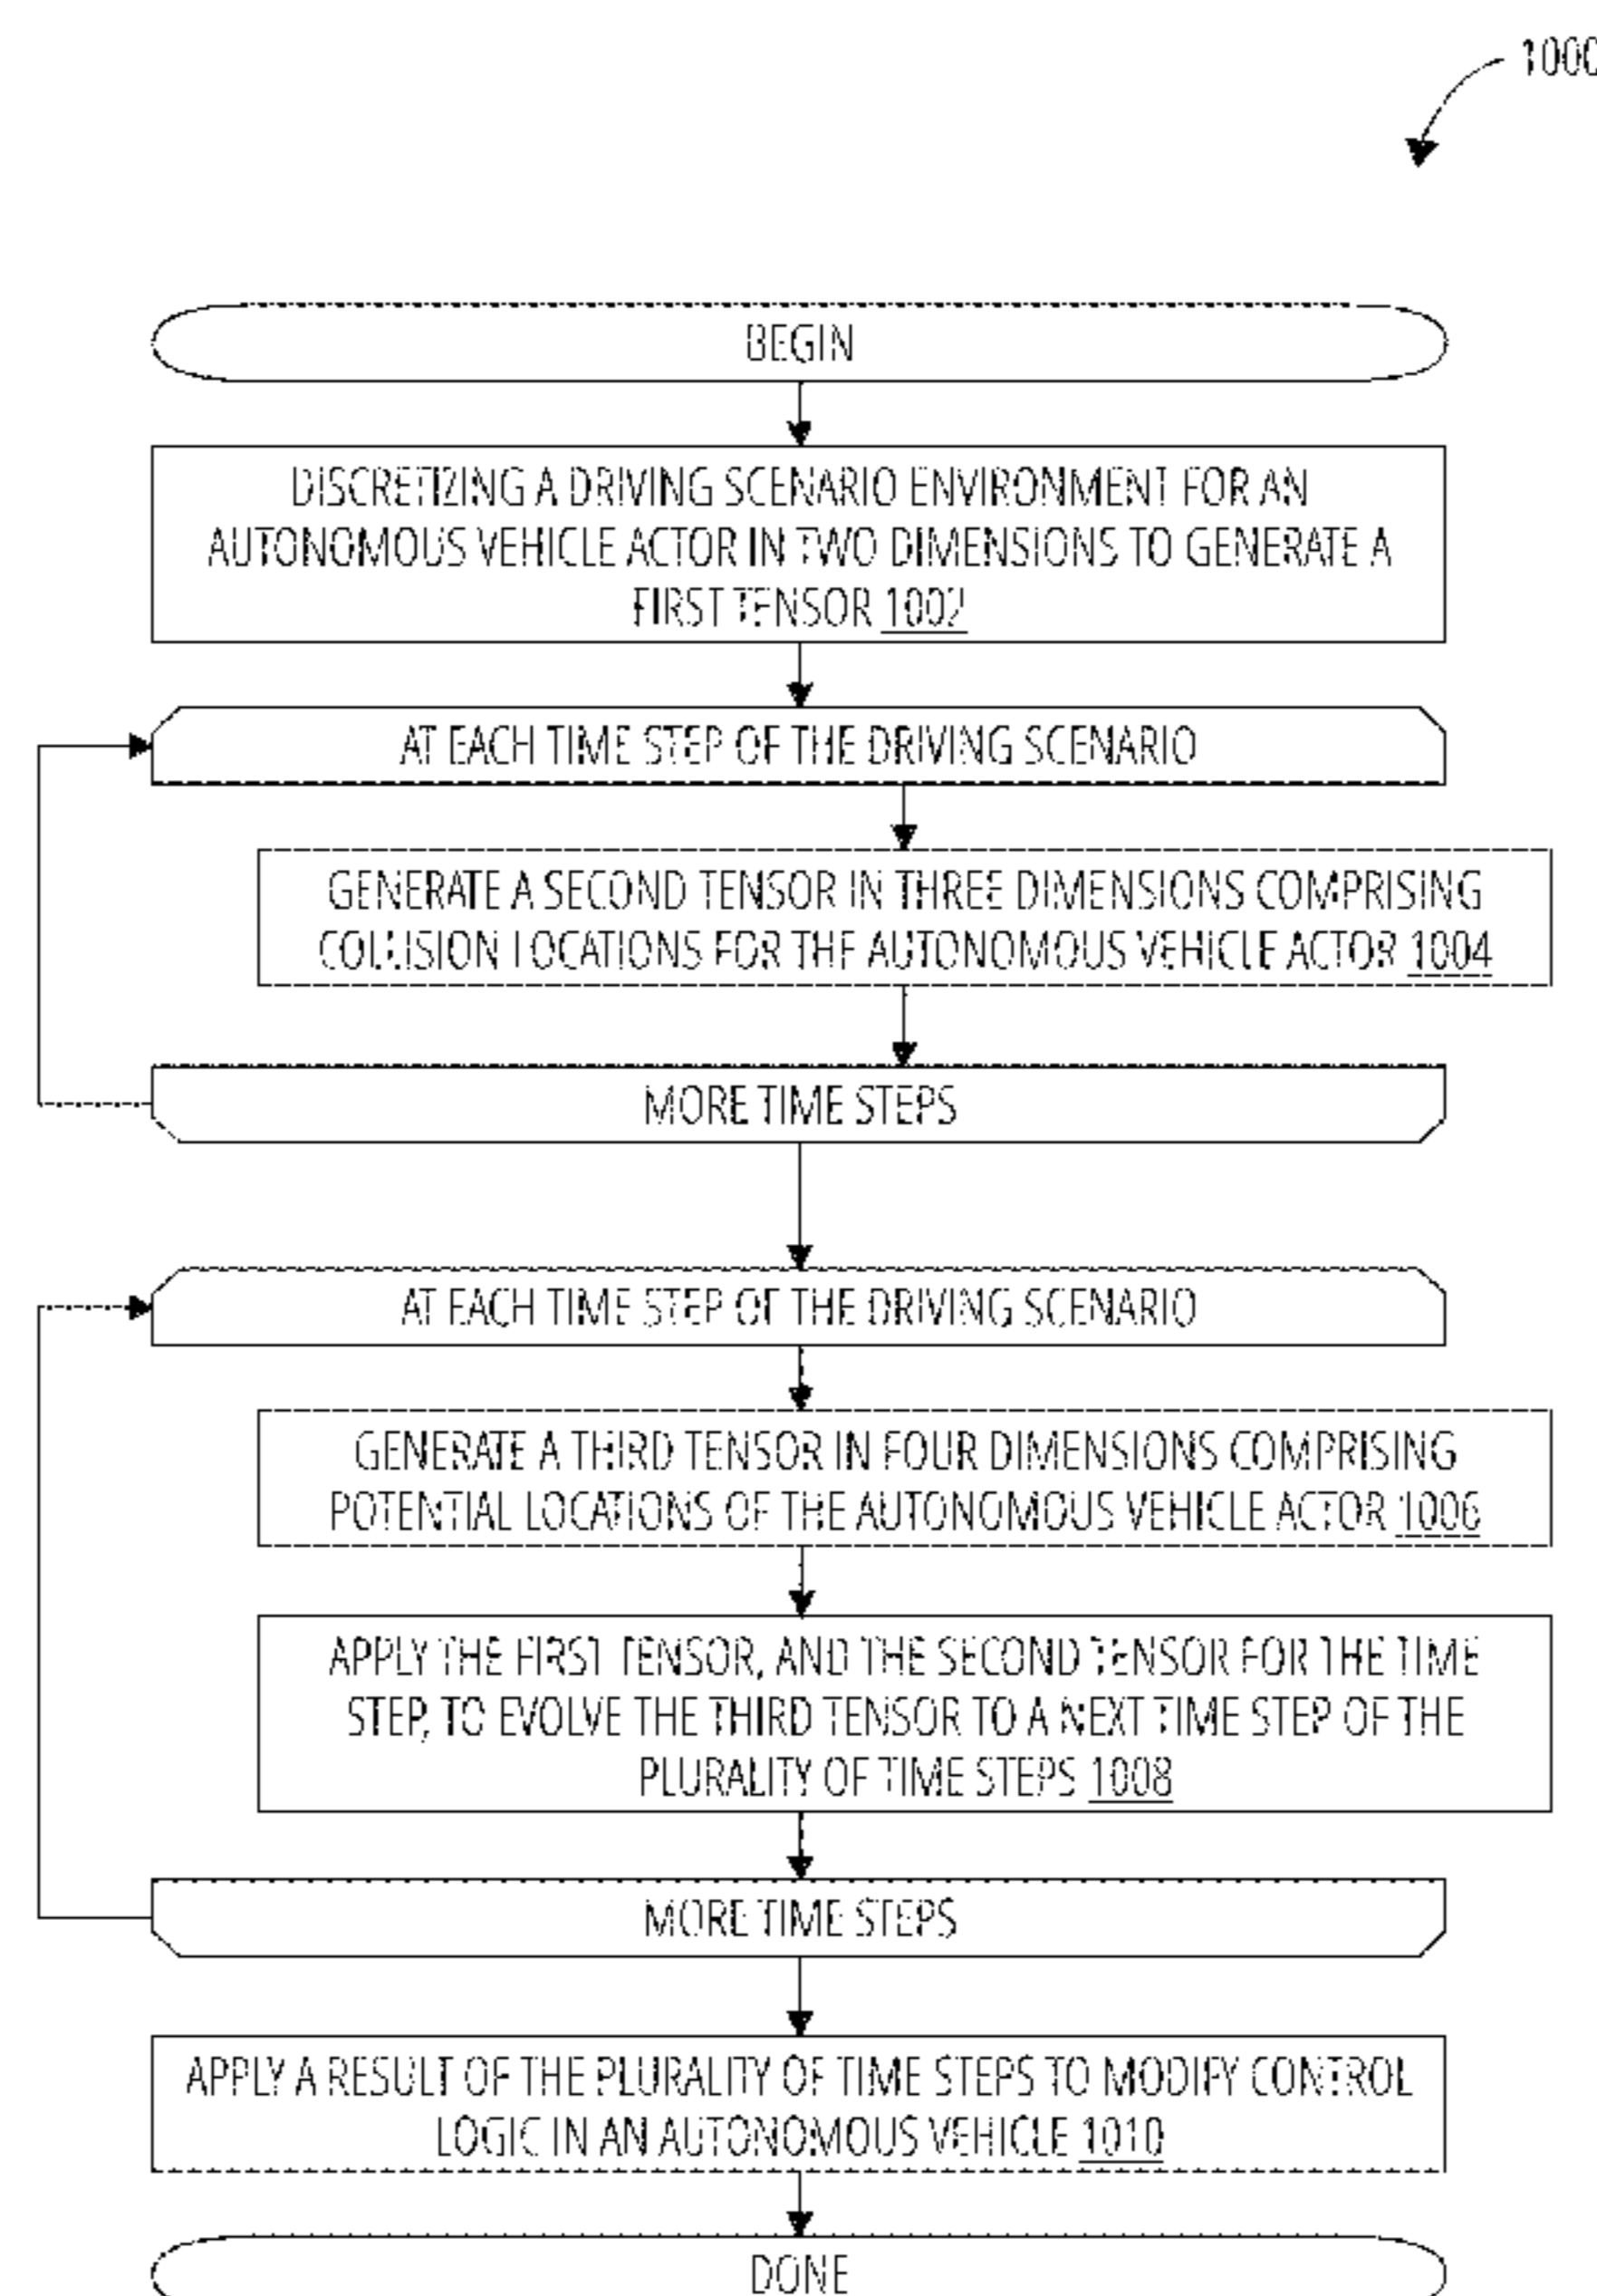 1000
BEGIN
DISCRETIZING A DRIVING SCENARIO ENVIRONMENT FOR AN
AUTONOMOUS VEHICLE ACTOR IN TWO DIMENSIONS TO GENERATE A
FIRST TENSOR 1002
AT EACH TIME STEP OF THE DRIVING SCENARIO
GENERATE A SECOND TENSOR IN THREE DIMENSIONS COMPRISING
COLLISION LOCATIONS FOR THE AUTONOMOUS VEHICLE ACTOR 1004
MORE TIME STEPS
AT EACH TIME STEP OF THE DRIVING SCENARIO
GENERATE A THIRD TENSOR IN FOUR DIMENSIONS COMPRISING
POTENTIAL LOCATIONS OF THE AUTONOMOUS VEHICLE ACTOR 1006
APPLY THE FIRST TENSOR, AND THE SECOND TENSOR FOR THE TIME
STEP, TO EVOLVE THE THIRD TENSOR TO A NEXT TIME STEP OF THE
PLURALITY OF TIME STEPS 1008
MORE TIME STEPS
APPLY A RESULT OF THE PLURALITY OF TIME STEPS TO MODIFY CONTROL
LOGIC IN AN AUTONOMOUS VEHICLE 1010
DONE